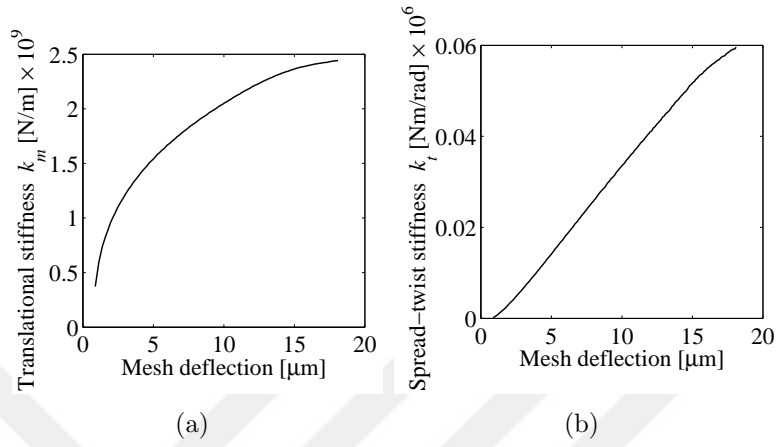 Translational stiffness k_m [N/m] × 10^9
2.5
2
1.5
1
0.5
0
0 5 10 15 20
Mesh deflection [μm]
(a)
Spread−twist stiffness k_t [Nm/rad] × 10^6
0.06
0.04
0.02
0
0 5 10 15 20
Mesh deflection [μm]
(b)